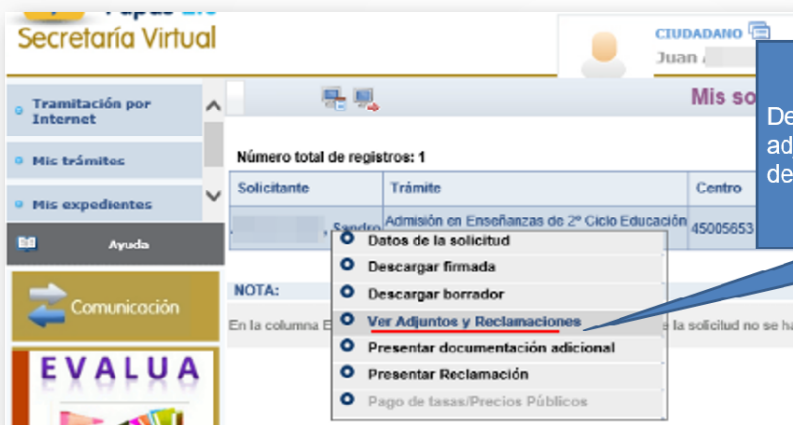 Secretaría Virtual
CIUDADANO
Juan
Mis so
De
ad
de
Tramitación por
Internet
Mis trámites
Mis expedientes
Ayuda
Comunicación
EVALUA
Número total de registros: 1
Solicitante Trámite Centro
, Sandro Admisión en Enseñanzas de 2º Ciclo Educación 45005653
Datos de la solicitud
Descargar firmada
Descargar borrador
Ver Adjuntos y Reclamaciones
Presentar documentación adicional
Presentar Reclamación
Pago de tasas/Precios Públicos
NOTA:
En la columna E la solicitud no se ha